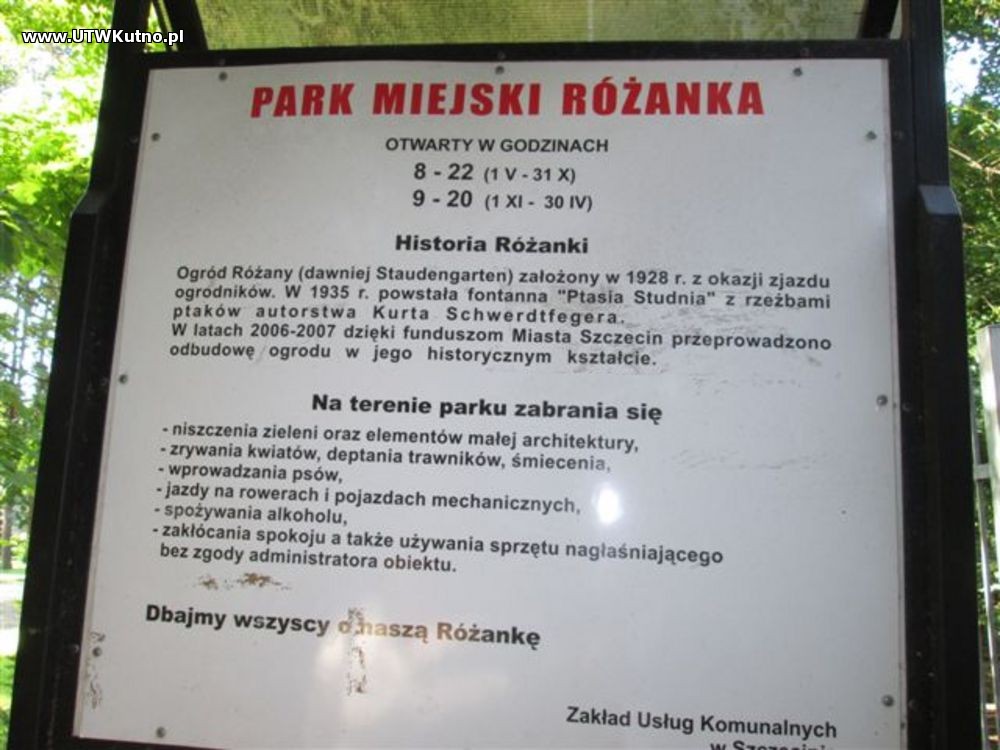 www.UTWKutno.pl
PARK MIEJSKI RÓŻANKA
OTWARTY W GODZINACH
8 - 22 (1 V - 31 X)
9 - 20 (1 XI - 30 IV)
Historia Różanki
Ogród Różany (dawniej Staudengarten) założony w 1928 r. z okazji zjazdu
ogrodników. W 1935 r. powstała fontanna "Ptasia Studnia" z rzeźbami
ptaków autorstwa Kurta Schwerdtfegera.
W latach 2006-2007 dzięki funduszom Miasta Szczecin przeprowadzono
odbudowę ogrodu w jego historycznym kształcie.
Na terenie parku zabrania się
- niszczenia zieleni oraz elementów małej architektury,
- zrywania kwiatów, deptania trawników, śmiecenia,
- wprowadzania psów,
- jazdy na rowerach i pojazdach mechanicznych,
- spożywania alkoholu,
- zakłócania spokoju a także używania sprzętu nagłaśniającego
bez zgody administratora obiektu.
Dbajmy wszyscy o naszą Różankę
Zakład Usług Komunalnych
w Szczecinie